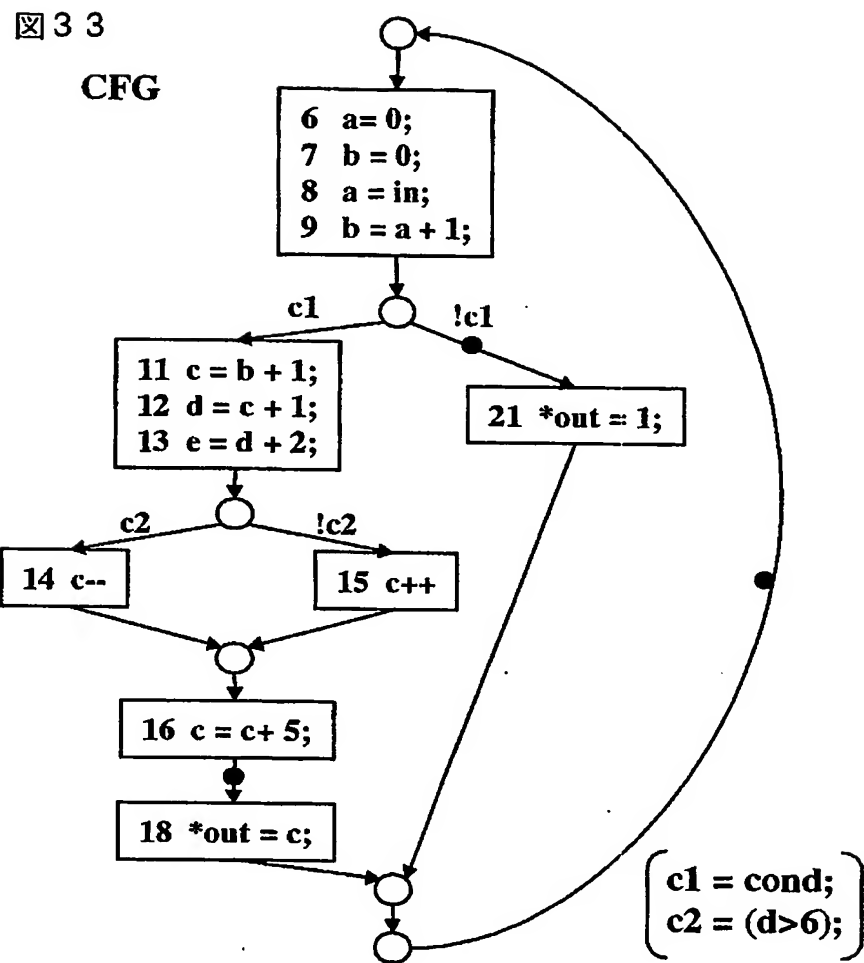 図３３
CFG
6 a= 0;
7 b = 0;
8 a = in;
9 b = a + 1;
c1
!c1
11 c = b + 1;
12 d = c + 1;
13 e = d + 2;
21 *out = 1;
c2
!c2
14 c--
15 c++
16 c = c+ 5;
18 *out = c;
c1 = cond;
c2 = (d>6);